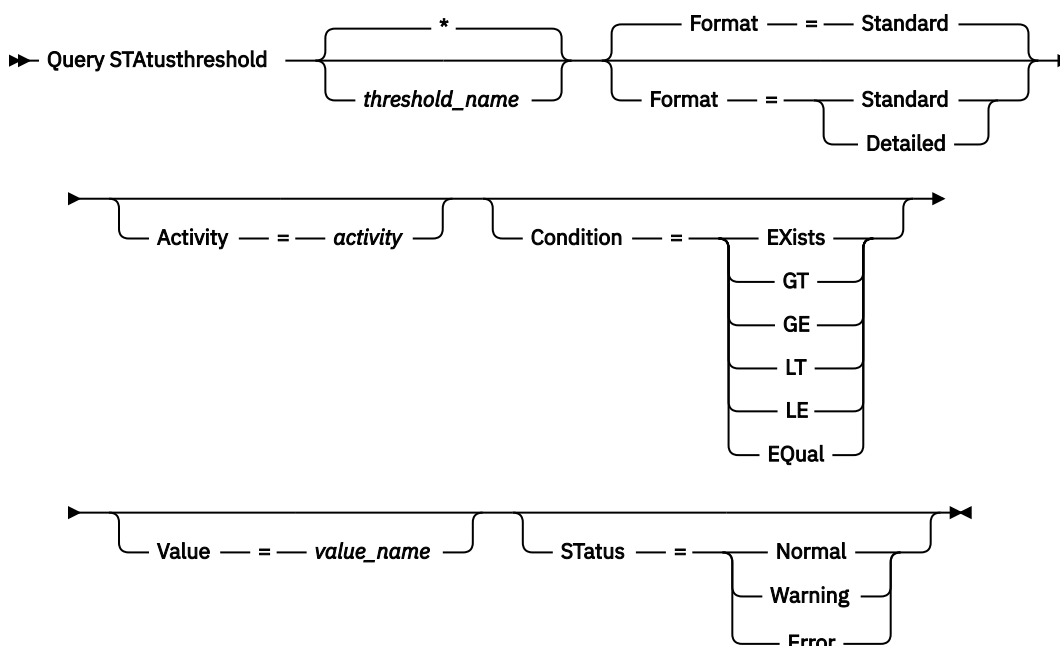 *
Format = Standard
Query STAtusthreshold
threshold_name
Format = Standard
Detailed
Activity = activity
Condition = EXists
GT
GE
LT
LE
EQual
Value = value_name
STatus = Normal
Warning
Error